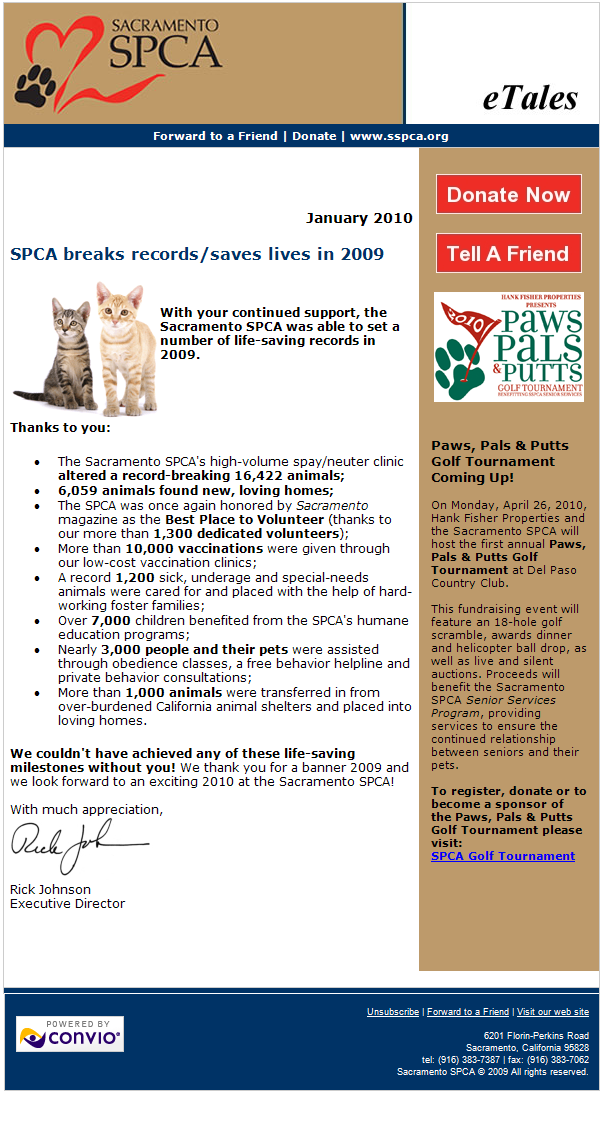 SACRAMENTO
SPCA
eTales
Forward to a Friend | Donate | www.sspca.org
January 2010
SPCA breaks records/saves lives in 2009
With your continued support, the
Sacramento SPCA was able to set a
number of life-saving records in
2009.
Thanks to you:
• The Sacramento SPCA's high-volume spay/neuter clinic
altered a record-breaking 16,422 animals;
• 6,059 animals found new, loving homes;
• The SPCA was once again honored by Sacramento
magazine as the Best Place to Volunteer (thanks to
our more than 1,300 dedicated volunteers);
• More than 10,000 vaccinations were given through
our low-cost vaccination clinics;
• A record 1,200 sick, underage and special-needs
animals were cared for and placed with the help of hard-
working foster families;
• Over 7,000 children benefited from the SPCA's humane
education programs;
• Nearly 3,000 people and their pets were assisted
through obedience classes, a free behavior helpline and
private behavior consultations;
• More than 1,000 animals were transferred in from
over-burdened California animal shelters and placed into
loving homes.
We couldn't have achieved any of these life-saving
milestones without you! We thank you for a banner 2009 and
we look forward to an exciting 2010 at the Sacramento SPCA!
With much appreciation,
Rick Joh
Rick Johnson
Executive Director
Donate Now
Tell A Friend
HANK FISHER PROPERTIES
PRESENTS
2010
PAWS
PALS
& PUTTS
GOLF TOURNAMENT
BENEFITTING SSPCA SENIOR SERVICES
Paws, Pals & Putts
Golf Tournament
Coming Up!
On Monday, April 26, 2010,
Hank Fisher Properties and
the Sacramento SPCA will
host the first annual Paws,
Pals & Putts Golf
Tournament at Del Paso
Country Club.
This fundraising event will
feature an 18-hole golf
scramble, awards dinner
and helicopter ball drop, as
well as live and silent
auctions. Proceeds will
benefit the Sacramento
SPCA Senior Services
Program, providing
services to ensure the
continued relationship
between seniors and their
pets.
To register, donate or to
become a sponsor of
the Paws, Pals & Putts
Golf Tournament please
visit:
SPCA Golf Tournament
POWERED BY
convio
Unsubscribe | Forward to a Friend | Visit our web site
6201 Florin-Perkins Road
Sacramento, California 95828
tel: (916) 383-7387 | fax: (916) 383-7062
Sacramento SPCA © 2009 All rights reserved.